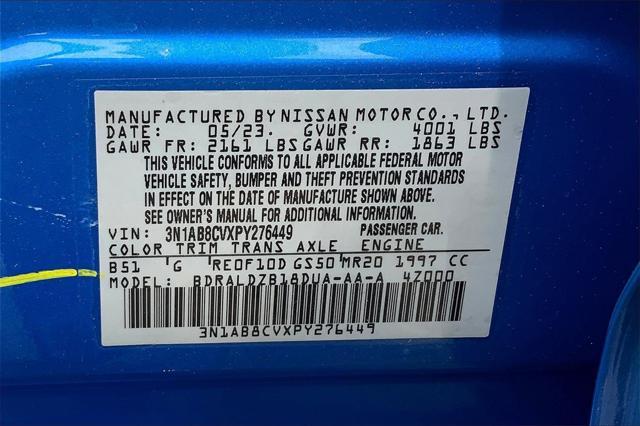 MANUFACTURED BY NISSAN MOTOR CO., LTD.
DATE: 05/23. GVWR: 4001 LBS
GAWR FR: 2161 LBS GAWR RR: 1863 LBS
THIS VEHICLE CONFORMS TO ALL APPLICABLE FEDERAL MOTOR
VEHICLE SAFETY, BUMPER AND THEFT PREVENTION STANDARDS
IN EFFECT ON THE DATE OF MANUFACTURE SHOWN ABOVE.
SEE OWNER'S MANUAL FOR ADDITIONAL INFORMATION.
VIN: 3N1AB8CVXPY276449 PASSENGER CAR.
COLOR TRIM TRANS AXLE ENGINE
B51 G RE0F10D GS50 MR20 1997 CC
MODEL: BDRALDZB18DUA-AA-A 4Z000
3N1AB8CVXPY276449